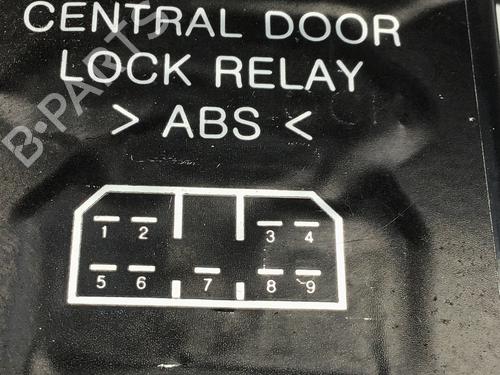 CENTRAL DOOR
LOCK RELAY
> ABS <
1 2 3 4
5 6 7 8 9
B-PARTS